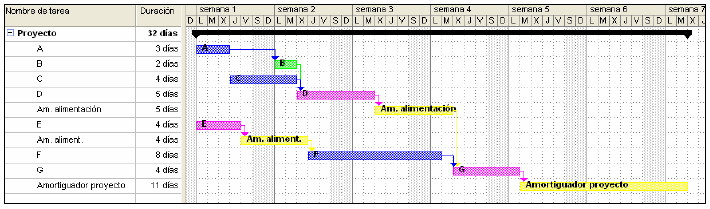 Nombre de tarea Duración semana 1 semana 2 semana 3 semana 4 semana 5 semana 6 semana 7
D L M X J V S D L M X J V S D L M X J V S D L M X J V S D L M X J V S D L M X J V S D L M X J
Proyecto 32 días
A 3 días A
B 2 días B
C 4 días C
D 5 días D
Am. alimentación 5 días Am. alimentación
E 4 días E
Am. aliment. 4 días Am. aliment.
F 8 días F
G 4 días G
Amortiguador proyecto 11 días Amortiguador proyecto